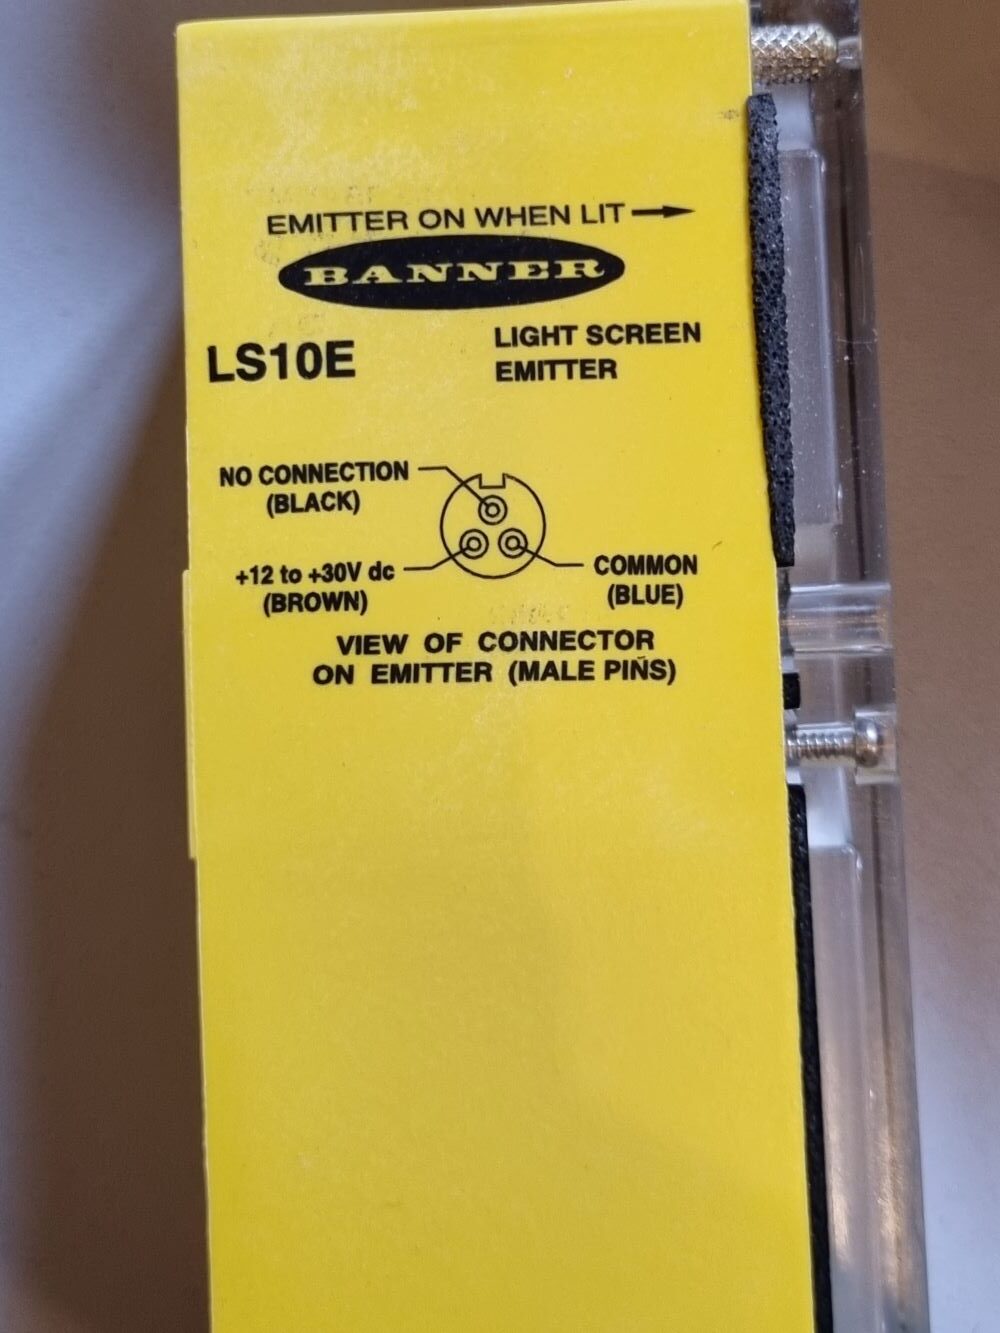 EMITTER ON WHEN LIT
BANNER
LS10E
LIGHT SCREEN
EMITTER
NO CONNECTION
(BLACK)
+12 to +30V dc
(BROWN)
COMMON
(BLUE)
VIEW OF CONNECTOR
ON EMITTER (MALE PINS)